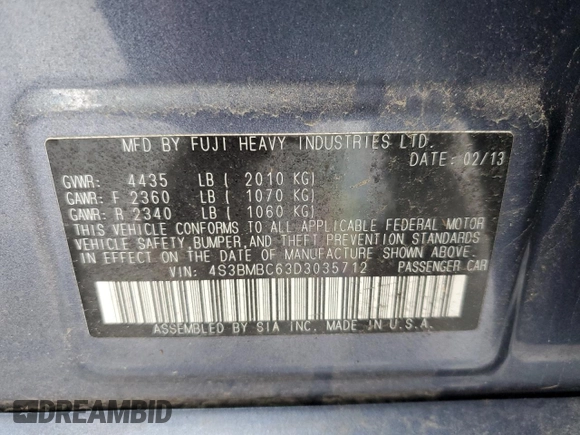 MFD BY FUJI HEAVY INDUSTRIES LTD.
DATE: 02/13
GVWR: 4435 LB ( 2010 KG)
GAWR: F 2360 LB ( 1070 KG)
GAWR: R 2340 LB ( 1060 KG)
THIS VEHICLE CONFORMS TO ALL APPLICABLE FEDERAL MOTOR
VEHICLE SAFETY, BUMPER, AND THEFT PREVENTION STANDARDS
IN EFFECT ON THE DATE OF MANUFACTURE SHOWN ABOVE.
VIN: 4S3BMBC63D3035712 PASSENGER CAR
ASSEMBLED BY SIA INC. MADE IN U.S.A.
DREAMBID